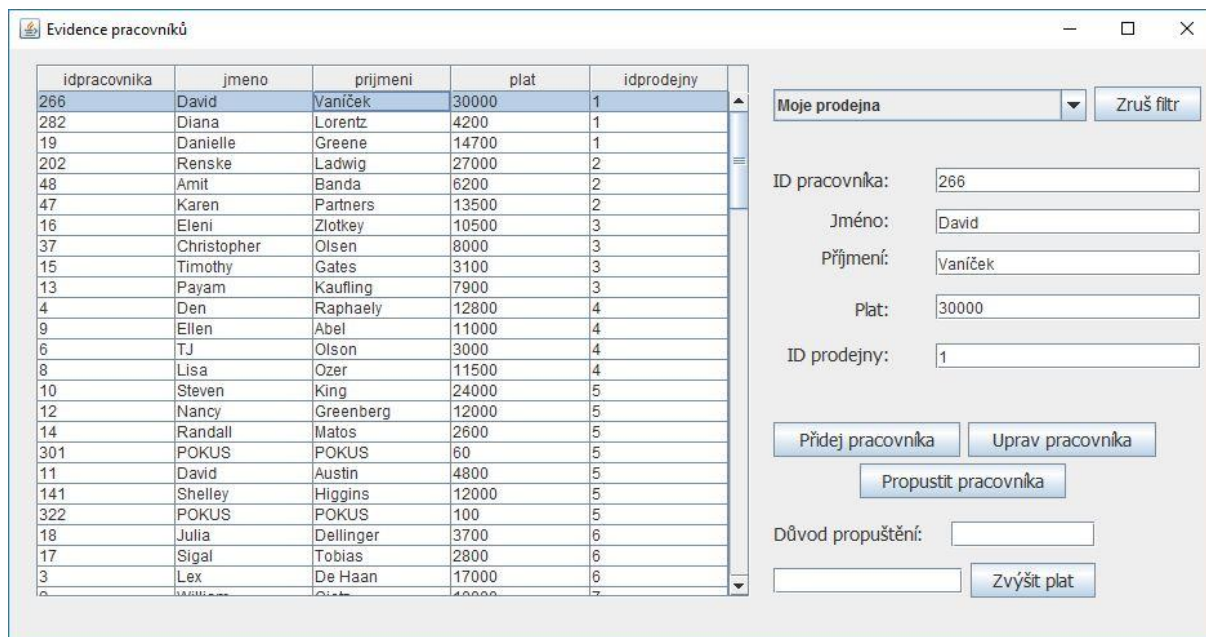 Evidence pracovníků
idpracovnika jmeno prijmeni plat idprodejny
266 David Vaníček 30000 1
282 Diana Lorentz 4200 1
19 Danielle Greene 14700 1
202 Renske Ladwig 27000 2
48 Amit Banda 6200 2
47 Karen Partners 13500 2
16 Eleni Zlotkey 10500 3
37 Christopher Olsen 8000 3
15 Timothy Gates 3100 3
13 Payam Kaufling 7900 3
4 Den Raphaely 12800 4
9 Ellen Abel 11000 4
6 TJ Olson 3000 4
8 Lisa Ozer 11500 4
10 Steven King 24000 5
12 Nancy Greenberg 12000 5
14 Randall Matos 2600 5
301 POKUS POKUS 60 5
11 David Austin 4800 5
141 Shelley Higgins 12000 5
322 POKUS POKUS 100 5
18 Julia Dellinger 3700 6
17 Sigal Tobias 2800 6
3 Lex De Haan 17000 6
Moje prodejna Zruš filtr
ID pracovníka: 266
Jméno: David
Příjmení: Vaníček
Plat: 30000
ID prodejny: 1
Přidej pracovníka Uprav pracovníka
Propustit pracovníka
Důvod propuštění:
Zvýšit plat